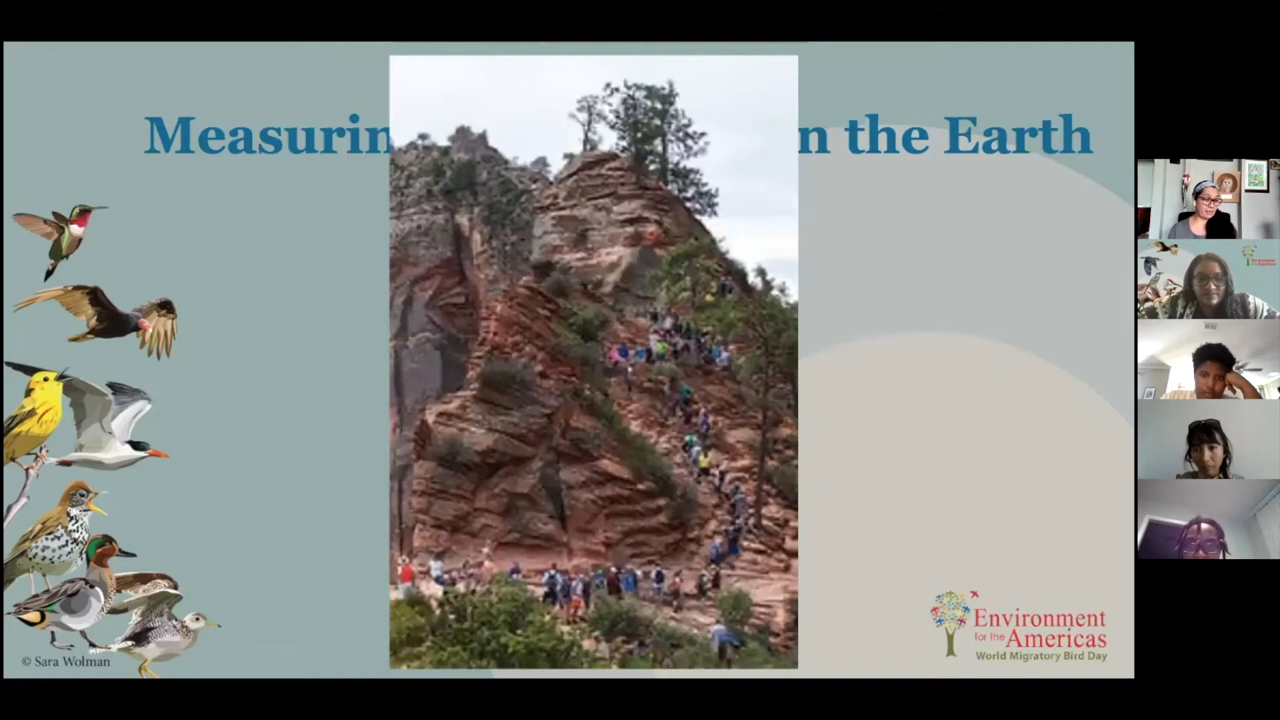 Measurin n the Earth
© Sara Wolman
Environment
for the Americas
World Migratory Bird Day